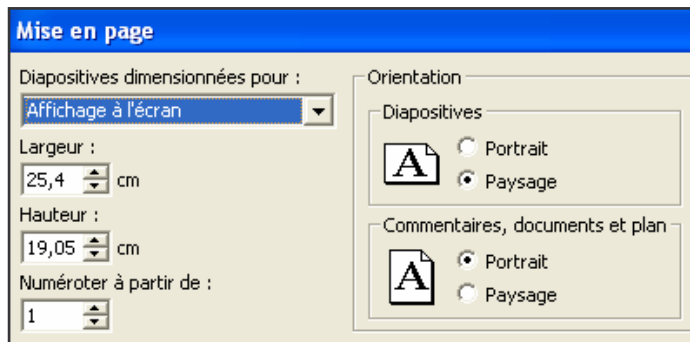 Mise en page
Diapositives dimensionnées pour :
Affichage à l'écran
Largeur :
25,4 cm
Hauteur :
19,05 cm
Numéroter à partir de :
1
Orientation
Diapositives
A
Portrait
Paysage
Commentaires, documents et plan
A
Portrait
Paysage